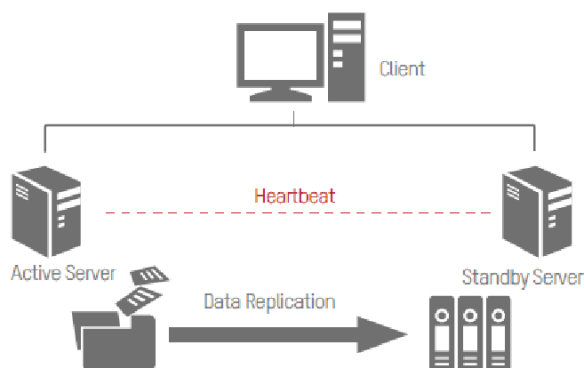 Client
Heartbeat
Active Server
Standby Server
Data Replication